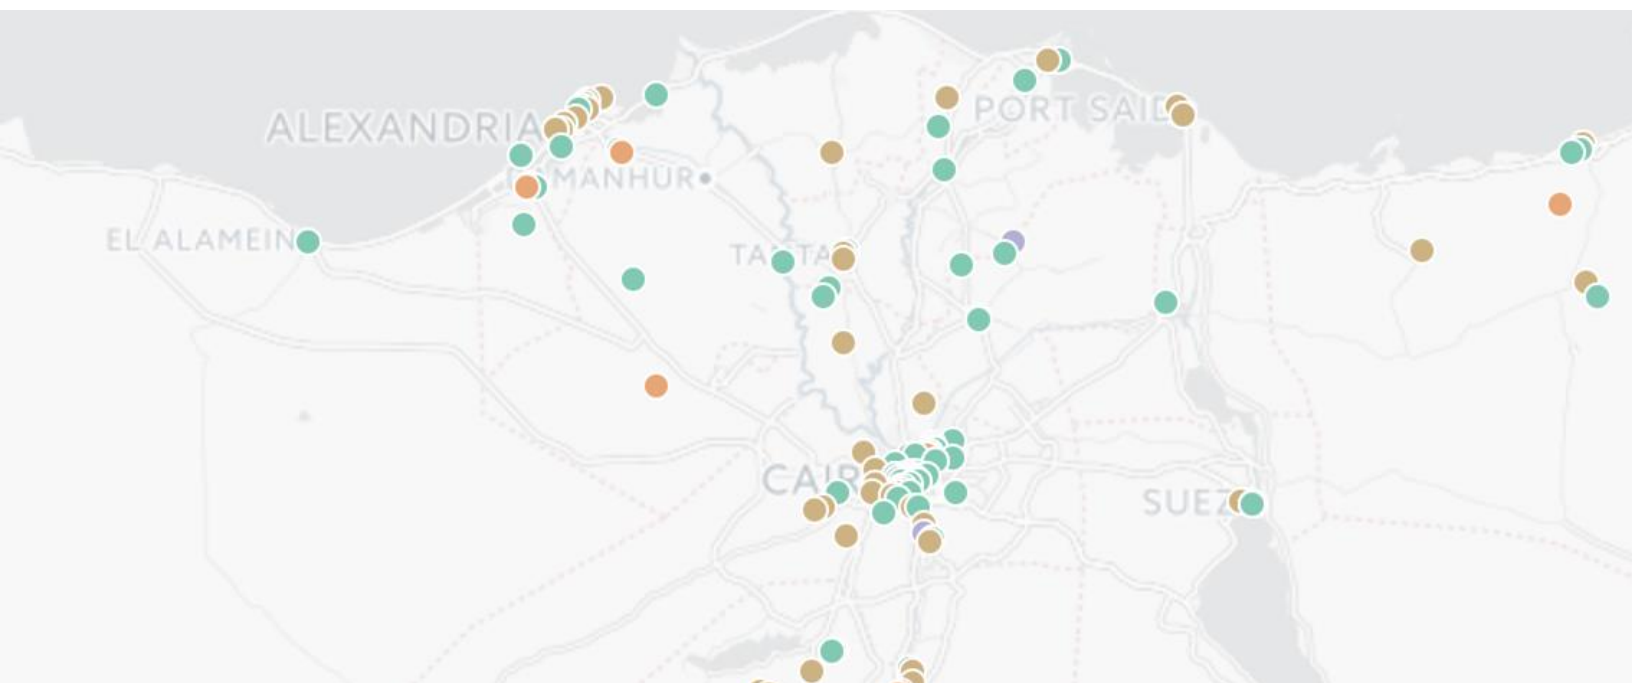 ALEXANDRIA
PORT SAID
DAMANHUR
EL ALAMEIN
TANTA
CAIRO
SUEZ